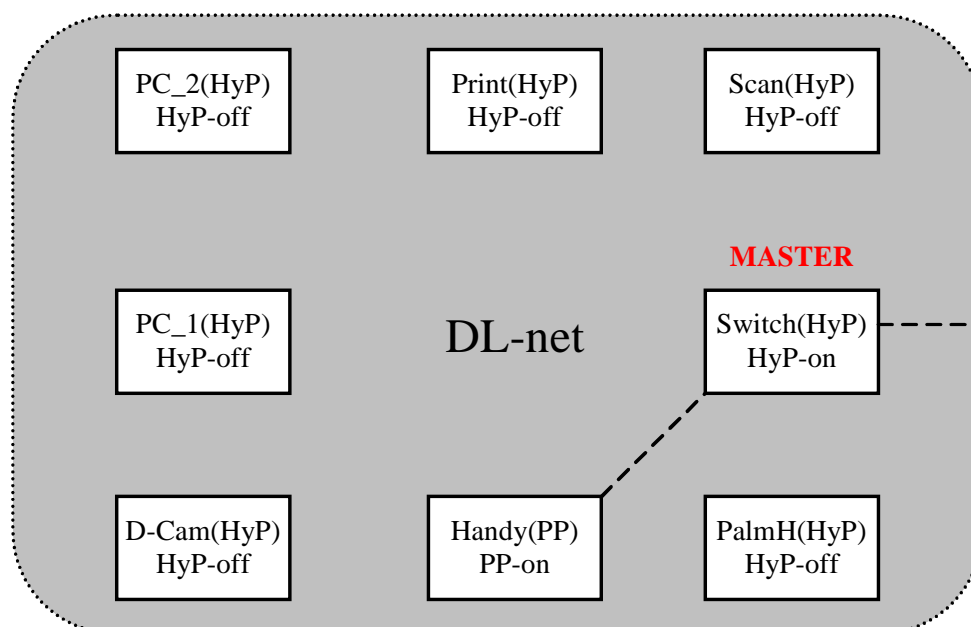 PC_2(HyP)
HyP-off
Print(HyP)
HyP-off
Scan(HyP)
HyP-off
MASTER
PC_1(HyP)
HyP-off
DL-net
Switch(HyP)
HyP-on
D-Cam(HyP)
HyP-off
Handy(PP)
PP-on
PalmH(HyP)
HyP-off